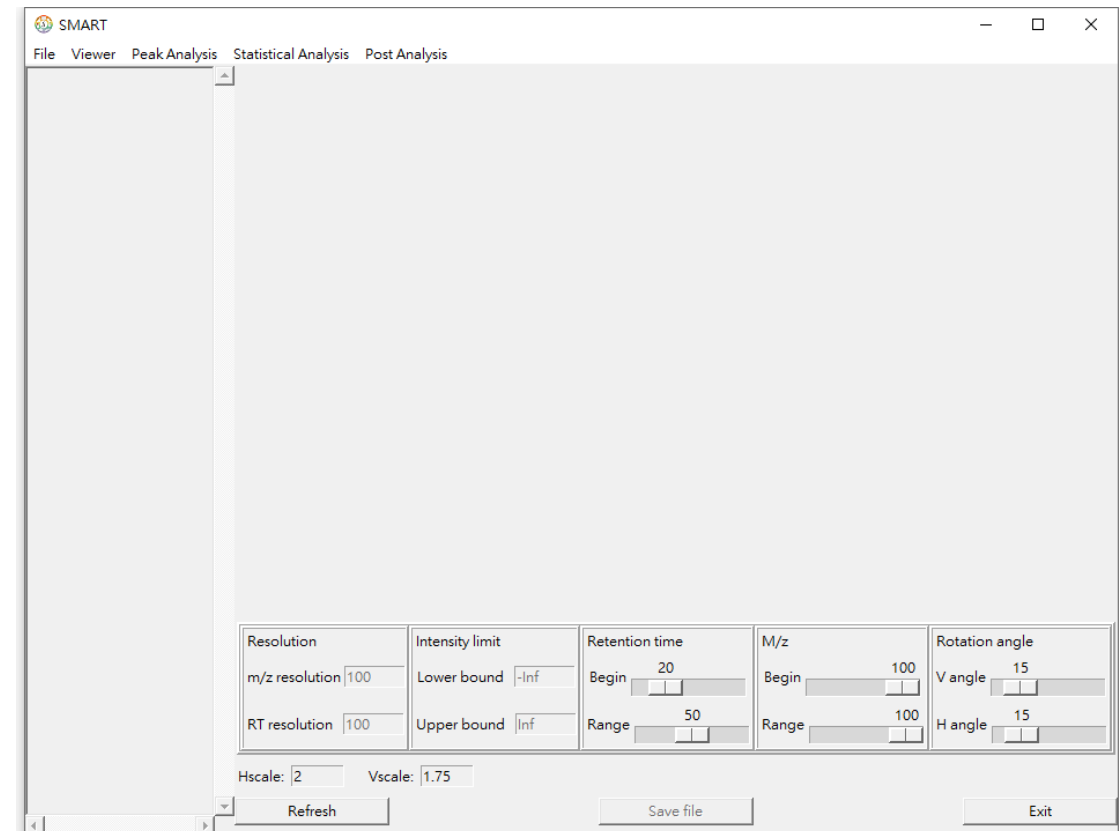 SMART
File Viewer Peak Analysis Statistical Analysis Post Analysis
Resolution Intensity limit Retention time M/z Rotation angle
20 100 15
m/z resolution 100 Lower bound -Inf Begin Begin V angle
50 100 15
RT resolution 100 Upper bound Inf Range Range H angle
Hscale: 2 Vscale: 1.75
Refresh Save file Exit